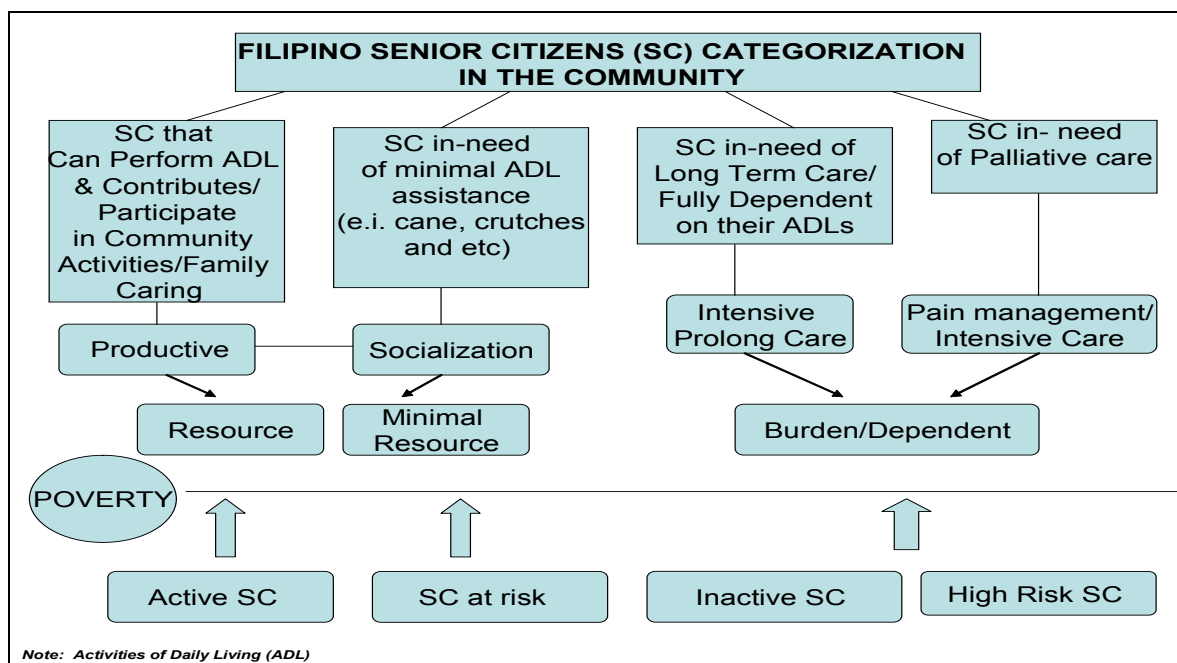 FILIPINO SENIOR CITIZENS (SC) CATEGORIZATION
IN THE COMMUNITY
SC that
Can Perform ADL
& Contributes/
Participate
in Community
Activities/Family
Caring
SC in-need
of minimal ADL
assistance
(e.i. cane, crutches
and etc)
SC in-need of
Long Term Care/
Fully Dependent
on their ADLs
SC in- need
of Palliative care
Productive
Socialization
Intensive
Prolong Care
Pain management/
Intensive Care
Resource
Minimal
Resource
Burden/Dependent
POVERTY
Active SC
SC at risk
Inactive SC
High Risk SC
Note: Activities of Daily Living (ADL)